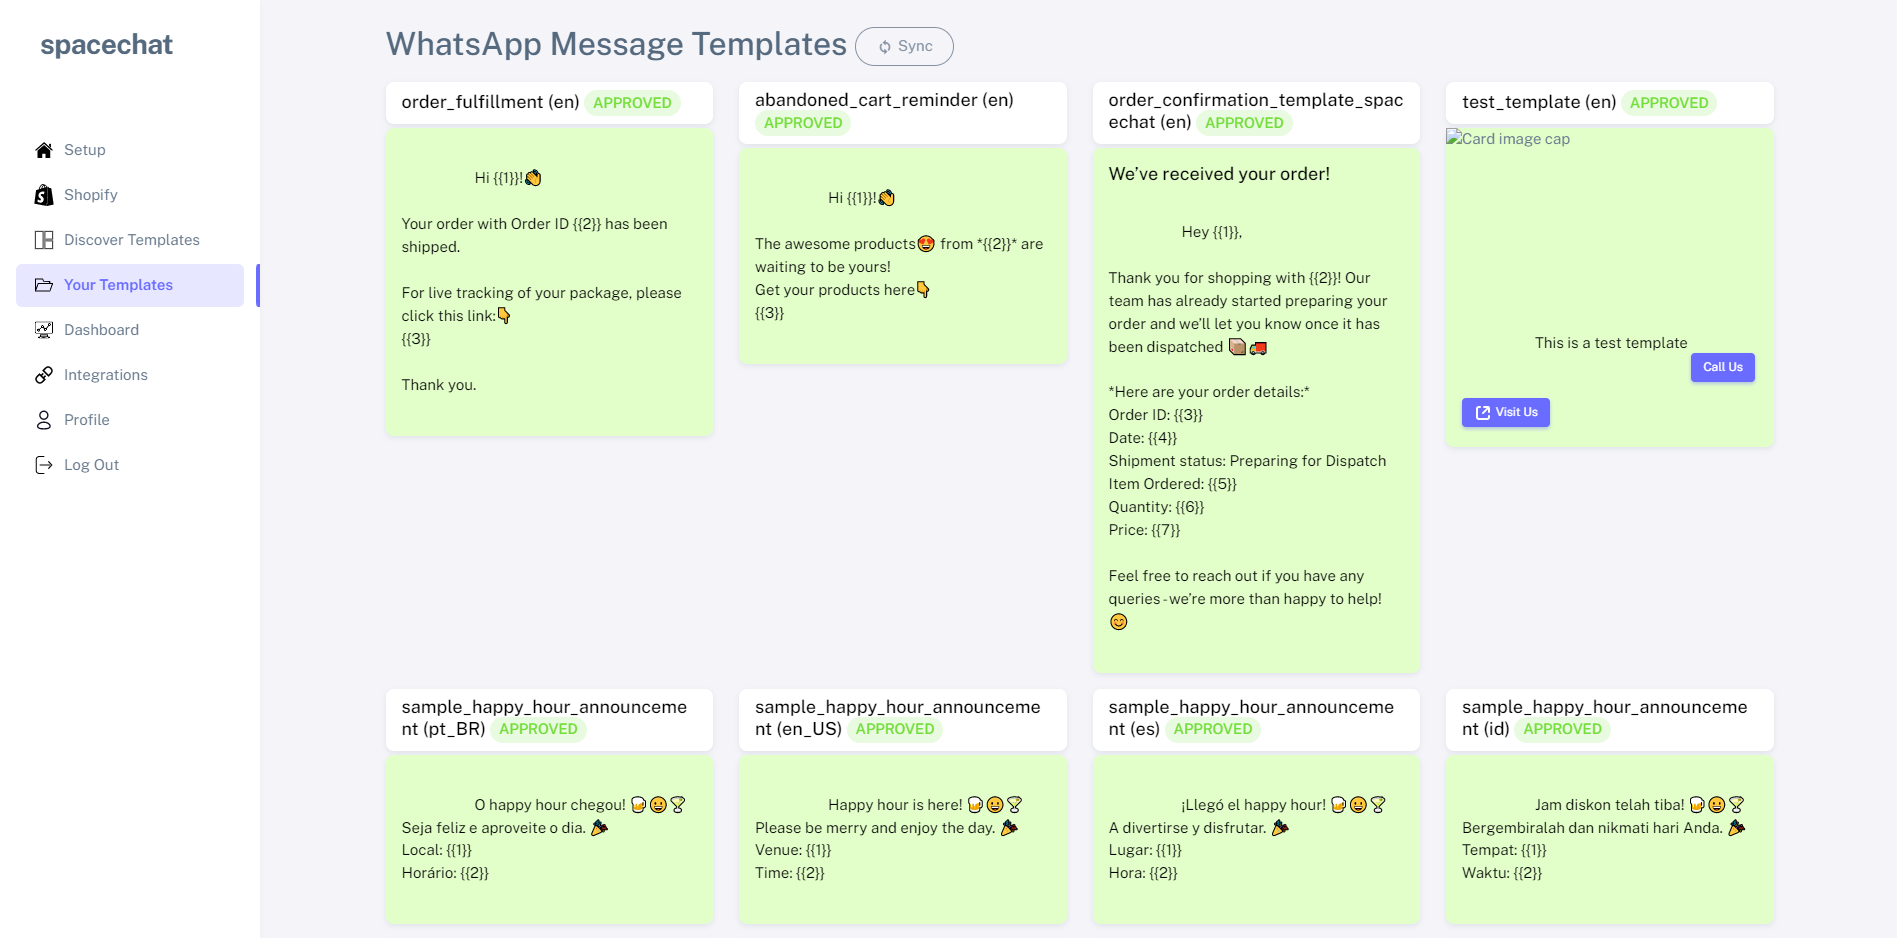 spacechat
Setup
Shopify
Discover Templates
Your Templates
Dashboard
Integrations
Profile
Log Out
WhatsApp Message Templates
Sync
order_fulfillment (en) APPROVED
Hi {{1}}!👏
Your order with Order ID {{2}} has been
shipped.
For live tracking of your package, please
click this link:👇
{{3}}
Thank you.
abandoned_cart_reminder (en)
APPROVED
Hi {{1}}!👏
The awesome products😍 from *{{2}}* are
waiting to be yours!
Get your products here👇
{{3}}
order_confirmation_template_spac
echat (en) APPROVED
We’ve received your order!
Hey {{1}},
Thank you for shopping with {{2}}! Our
team has already started preparing your
order and we’ll let you know once it has
been dispatched 📦🚚
*Here are your order details:*
Order ID: {{3}}
Date: {{4}}
Shipment status: Preparing for Dispatch
Item Ordered: {{5}}
Quantity: {{6}}
Price: {{7}}
Feel free to reach out if you have any
queries - we’re more than happy to help!
😊
test_template (en) APPROVED
Card image cap
This is a test template
Call Us
Visit Us
sample_happy_hour_announceme
nt (pt_BR) APPROVED
O happy hour chegou! 🍺😀🍸
Seja feliz e aproveite o dia. 🎉
Local: {{1}}
Horário: {{2}}
sample_happy_hour_announceme
nt (en_US) APPROVED
Happy hour is here! 🍺😀🍸
Please be merry and enjoy the day. 🎉
Venue: {{1}}
Time: {{2}}
sample_happy_hour_announceme
nt (es) APPROVED
¡Llegó el happy hour! 🍺😀🍸
A divertirse y disfrutar. 🎉
Lugar: {{1}}
Hora: {{2}}
sample_happy_hour_announceme
nt (id) APPROVED
Jam diskon telah tiba! 🍺😀🍸
Bergembiralah dan nikmati hari Anda. 🎉
Tempat: {{1}}
Waktu: {{2}}